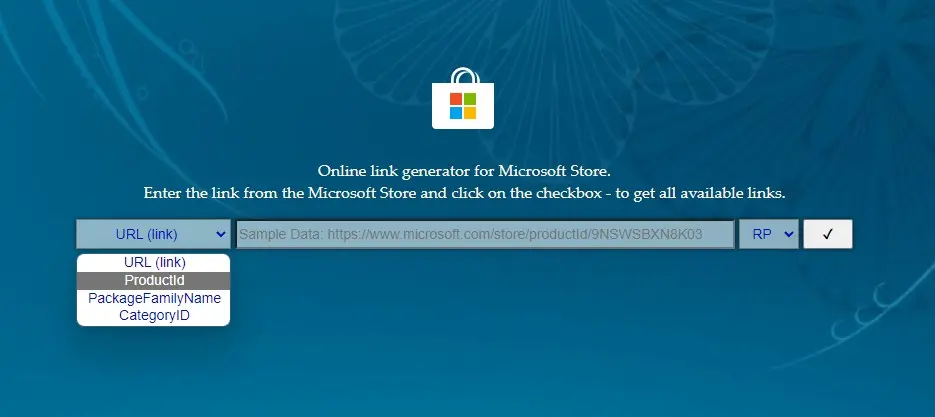 Online link generator for Microsoft Store.
Enter the link from the Microsoft Store and click on the checkbox - to get all available links.
URL (link) Sample Data: https://www.microsoft.com/store/productId/9NSWSBXN8K03 RP ✓
URL (link)
ProductId
PackageFamilyName
CategoryID